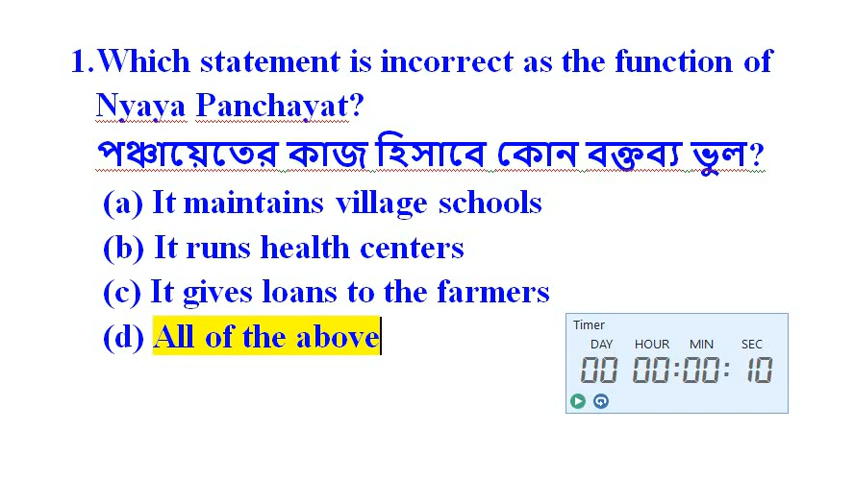 1.Which statement is incorrect as the function of
Nyaya Panchayat?
পঞ্চায়েতের কাজ হিসাবে কোন বক্তব্য ভুল?
(a) It maintains village schools
(b) It runs health centers
(c) It gives loans to the farmers
(d) All of the above
Timer
DAY HOUR MIN SEC
00 00:00: 10